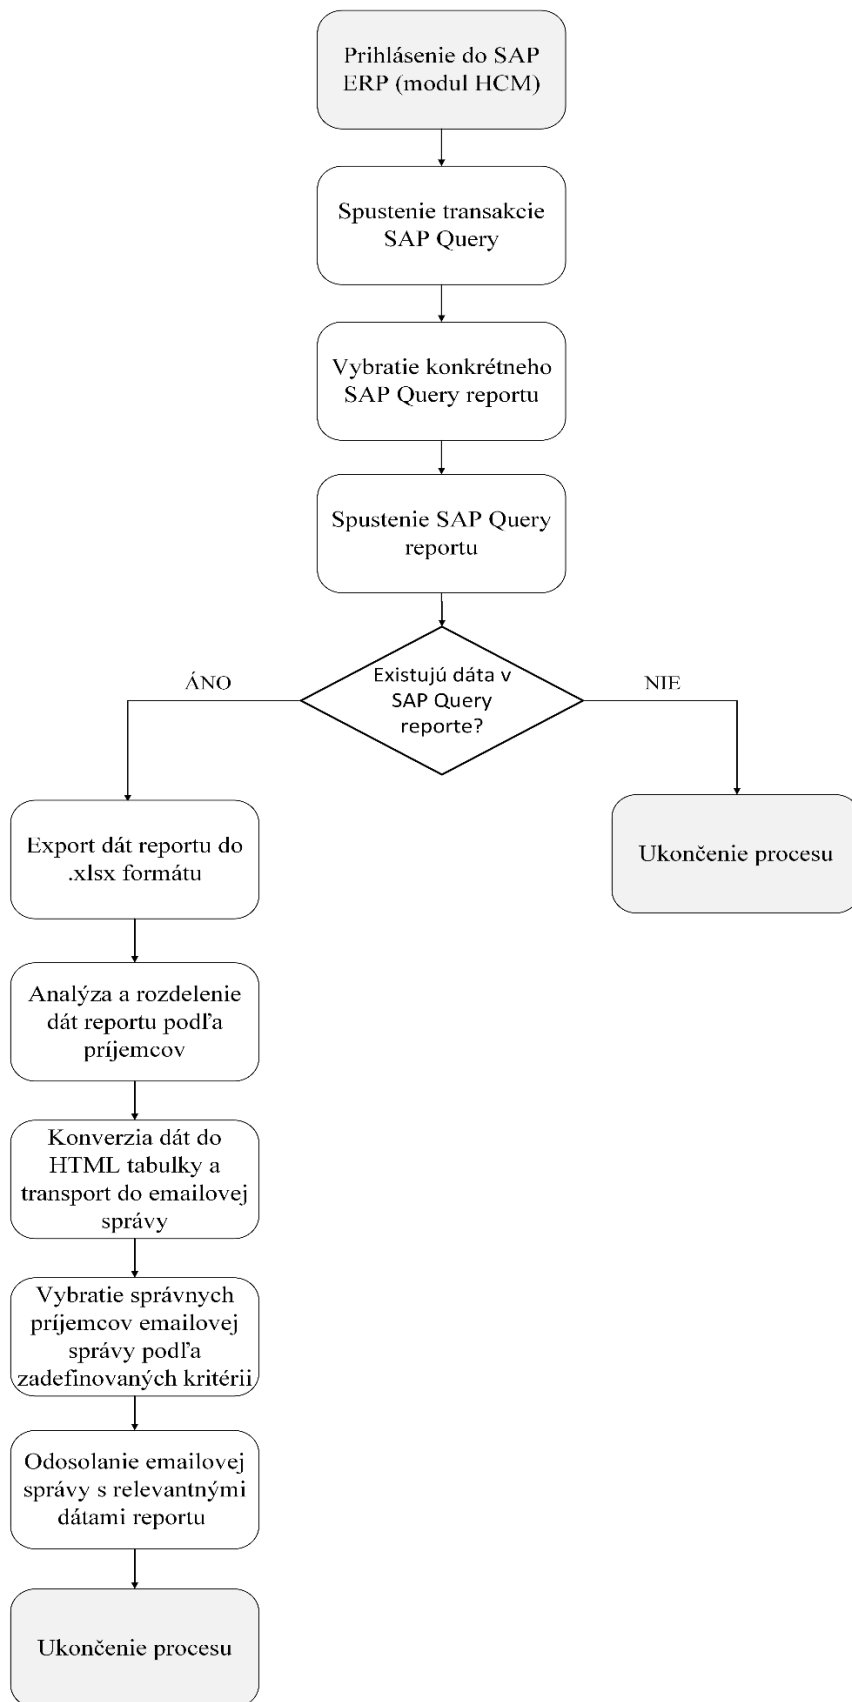 Prihlásenie do SAP
ERP (modul HCM)
Spustenie transakcie
SAP Query
Vybratie konkrétneho
SAP Query reportu
Spustenie SAP Query
reportu
Existujú dáta v
SAP Query
reporte?
ÁNO
NIE
Export dát reportu do
.xlsx formátu
Ukončenie procesu
Analýza a rozdelenie
dát reportu podľa
príjemcov
Konverzia dát do
HTML tabulky a
transport do emailovej
správy
Vybratie správnych
príjemcov emailovej
správy podľa
zadefinovaných kritérii
Odosolanie emailovej
správy s relevantnými
dátami reportu
Ukončenie procesu